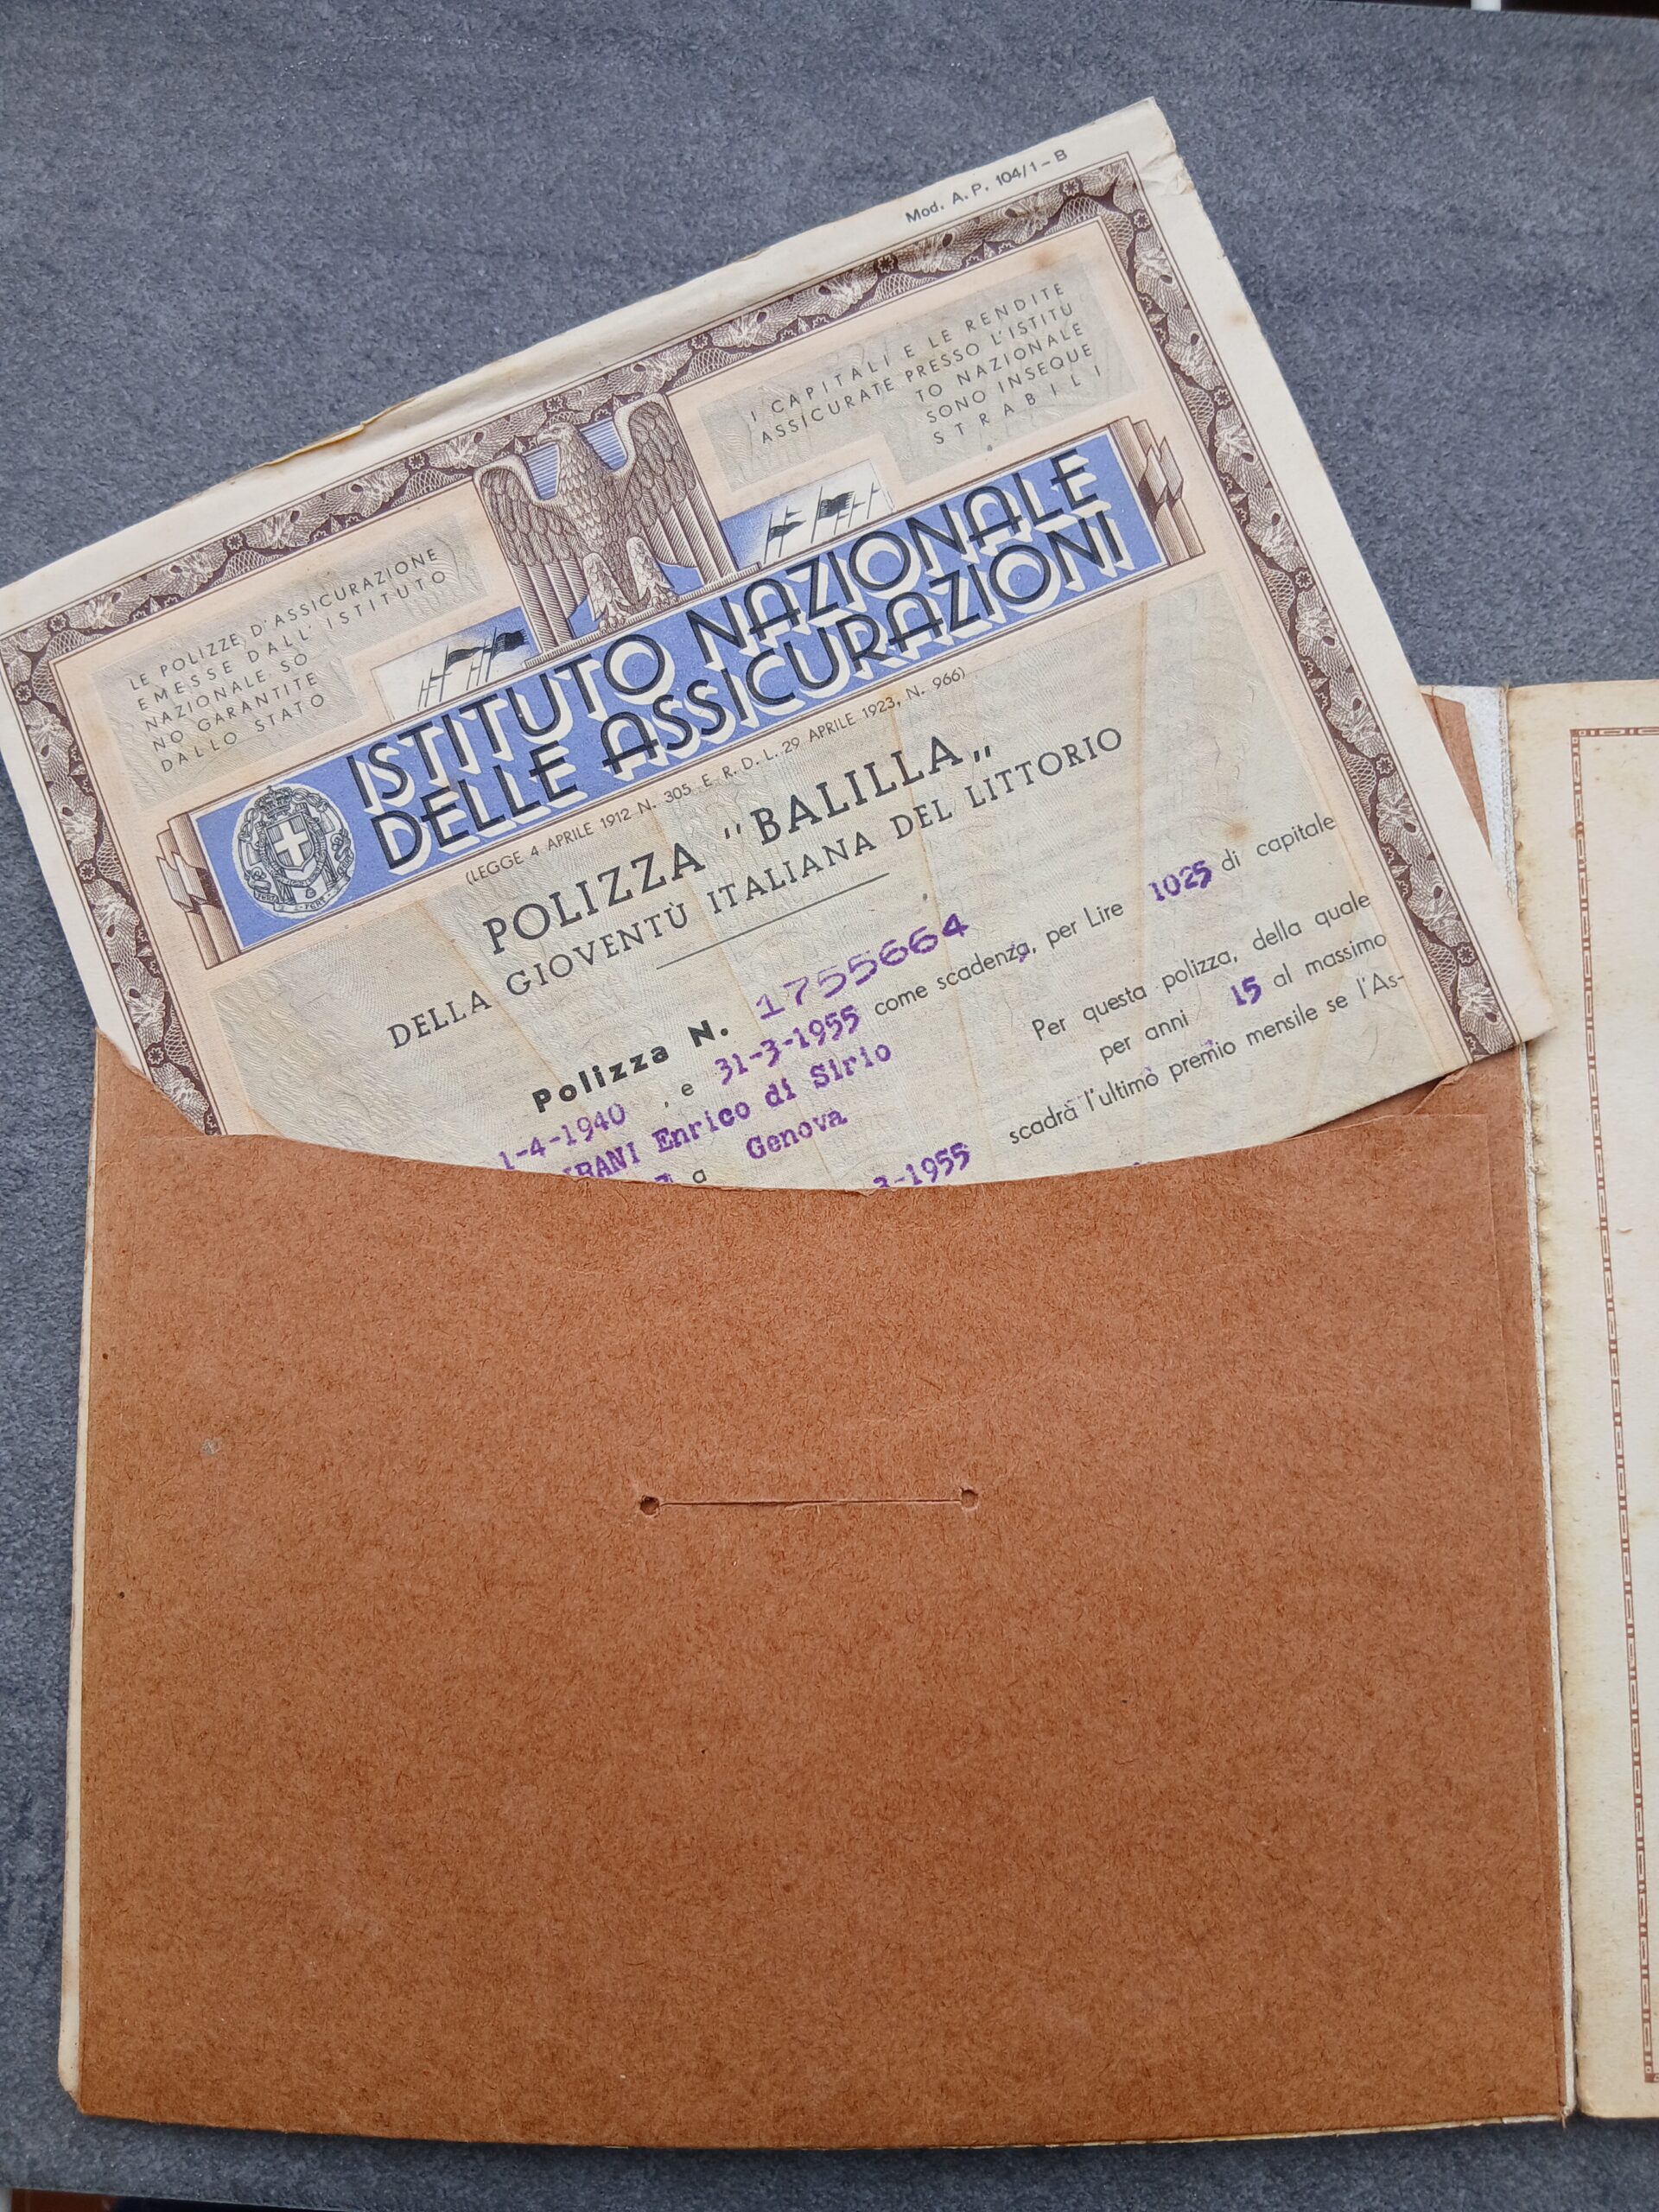 Mod. A. P. 104/1 - B
I CAPITALI E LE RENDITE
ASSICURATE PRESSO L'ISTITU
TO NAZIONALE
SONO INSEQUE
STRABILI
LE POLIZZE D'ASSICURAZIONE
EMESSE DALL' ISTITUTO
NAZIONALE SO
NO GARANTITE
DALLO STATO
ISTITUTO NAZIONALE
DELLE ASSICURAZIONI
FERT
(LEGGE 4 APRILE 1912 N. 305 E R. D. L. 29 APRILE 1923, N. 966)
POLIZZA "BALILLA„
DELLA GIOVENTÙ ITALIANA DEL LITTORIO
Polizza N. 1755664
1-4-1940, e 31-3-1955 come scadenza, per Lire 1025 di capitale
Enrico di Sirio
Per questa polizza, della quale
a Genova
per anni 15 al massimo
3-1955 scadrà l'ultimo premio mensile se l'As-